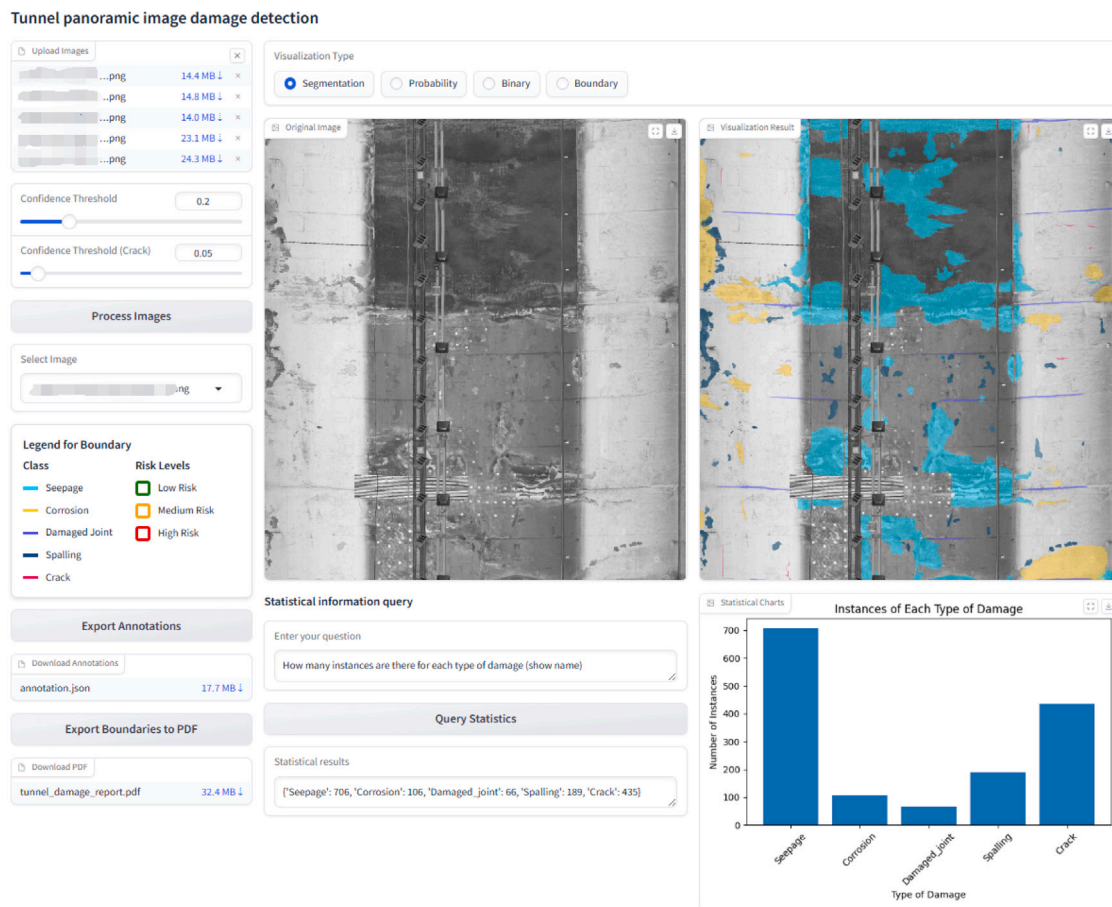 Tunnel panoramic image damage detection
Upload Images
...png 14.4 MB↓
..png 14.8 MB↓
...png 14.0 MB↓
...png 23.1 MB↓
...png 24.3 MB↓
Confidence Threshold 0.2
Confidence Threshold (Crack) 0.05
Process Images
Select Image
.ng
Legend for Boundary
Class Risk Levels
Seepage Low Risk
Corrosion Medium Risk
Damaged Joint High Risk
Spalling
Crack
Export Annotations
Download Annotations
annotation.json 17.7 MB↓
Export Boundaries to PDF
Download PDF
tunnel_damage_report.pdf 32.4 MB↓
Visualization Type
Segmentation Probability Binary Boundary
Original Image
Visualization Result
Statistical information query
Enter your question
How many instances are there for each type of damage (show name)
Query Statistics
Statistical results
{'Seepage': 706, 'Corrosion': 106, 'Damaged_joint': 66, 'Spalling': 189, 'Crack': 435}
Statistical Charts
Instances of Each Type of Damage
Number of Instances
700
600
500
400
300
200
100
0
Seepage
Corrosion
Damaged_joint
Spalling
Crack
Type of Damage